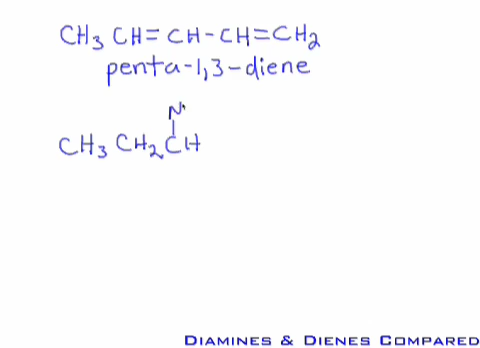 CH₃ CH=CH-CH=CH₂
penta-1,3-diene
N
CH₃ CH₂CH
DIAMINES & DIENES COMPARED